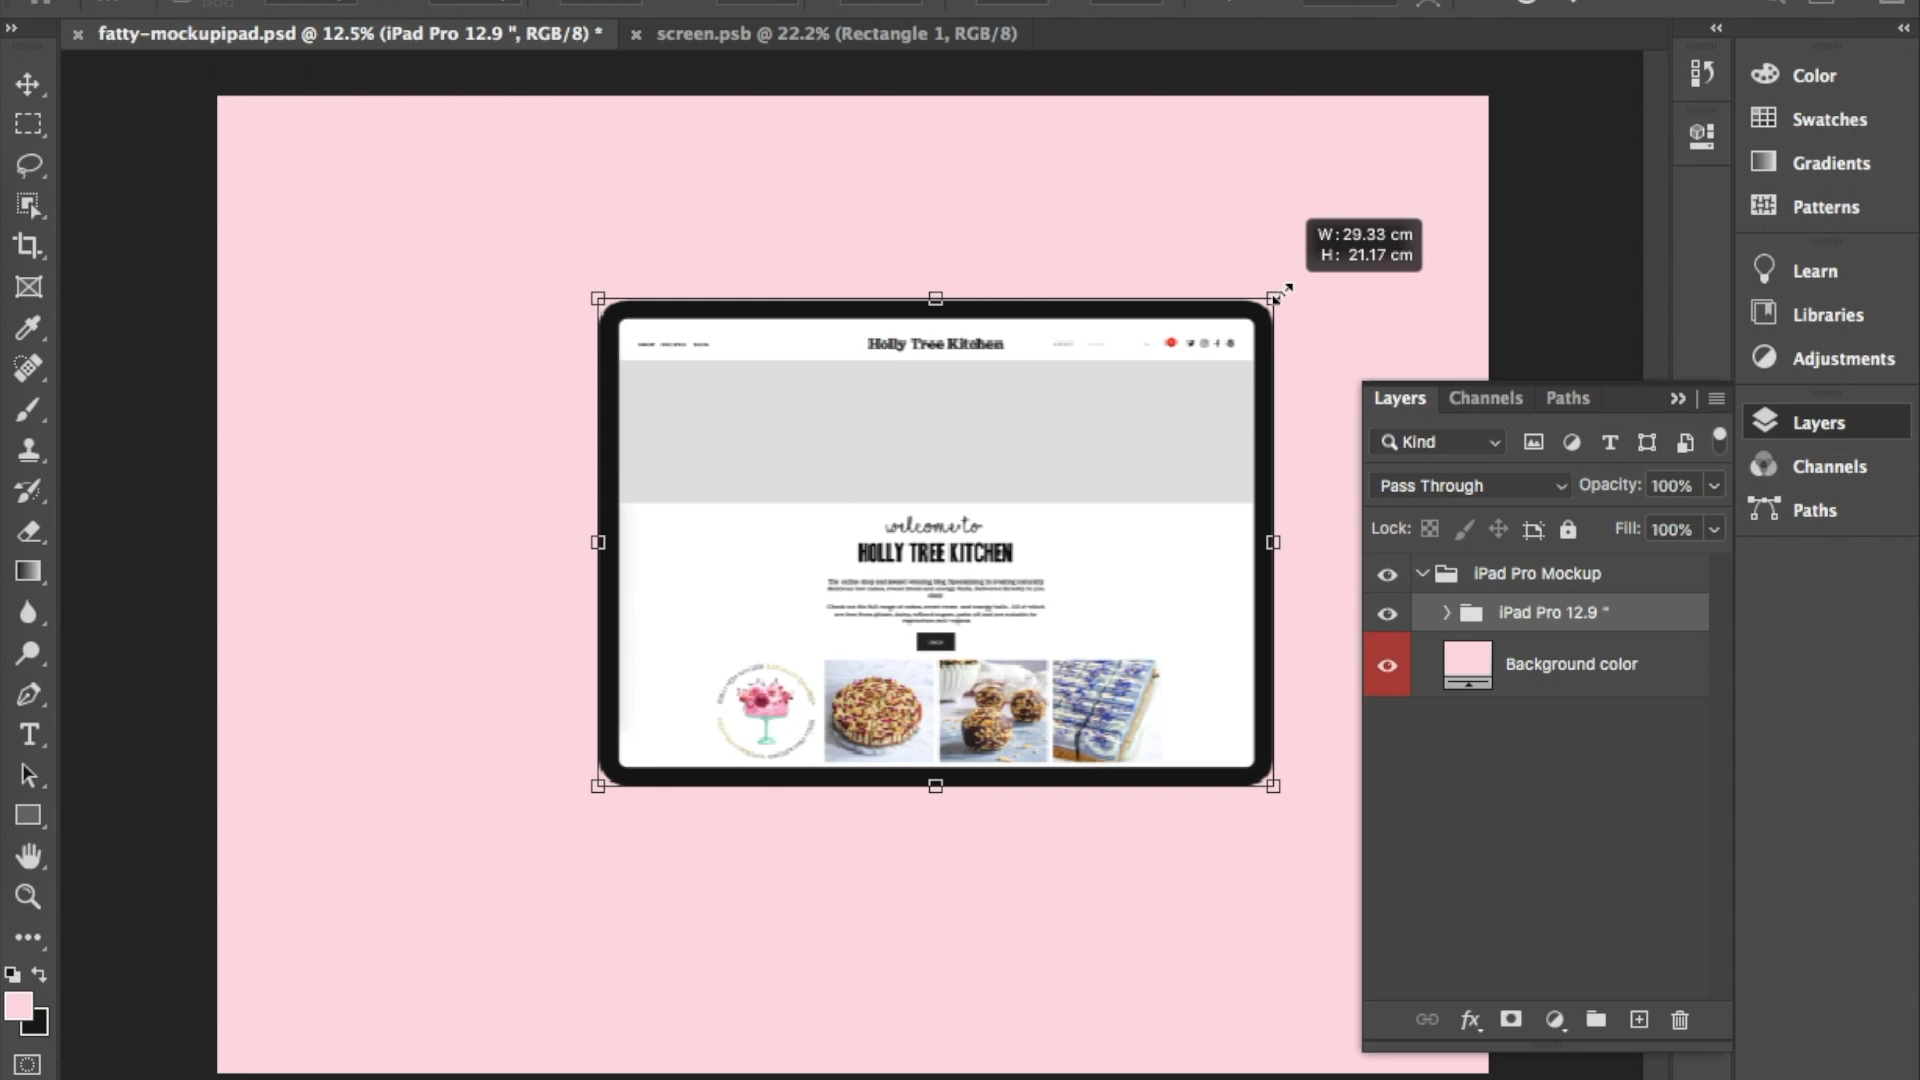 fatty-mockupipad.psd @ 12.5% (iPad Pro 12.9 ", RGB/8) *
screen.psb @ 22.2% (Rectangle 1, RGB/8)
Color
Swatches
Gradients
Patterns
Learn
Libraries
Adjustments
Layers
Channels
Paths
W: 29.33 cm
H: 21.17 cm
SHOP RECIPES BLOG
Holly Tree Kitchen
welcome to
HOLLY TREE KITCHEN
Layers Channels Paths
Kind
Pass Through Opacity: 100%
Lock: Fill: 100%
iPad Pro Mockup
iPad Pro 12.9 "
Background color